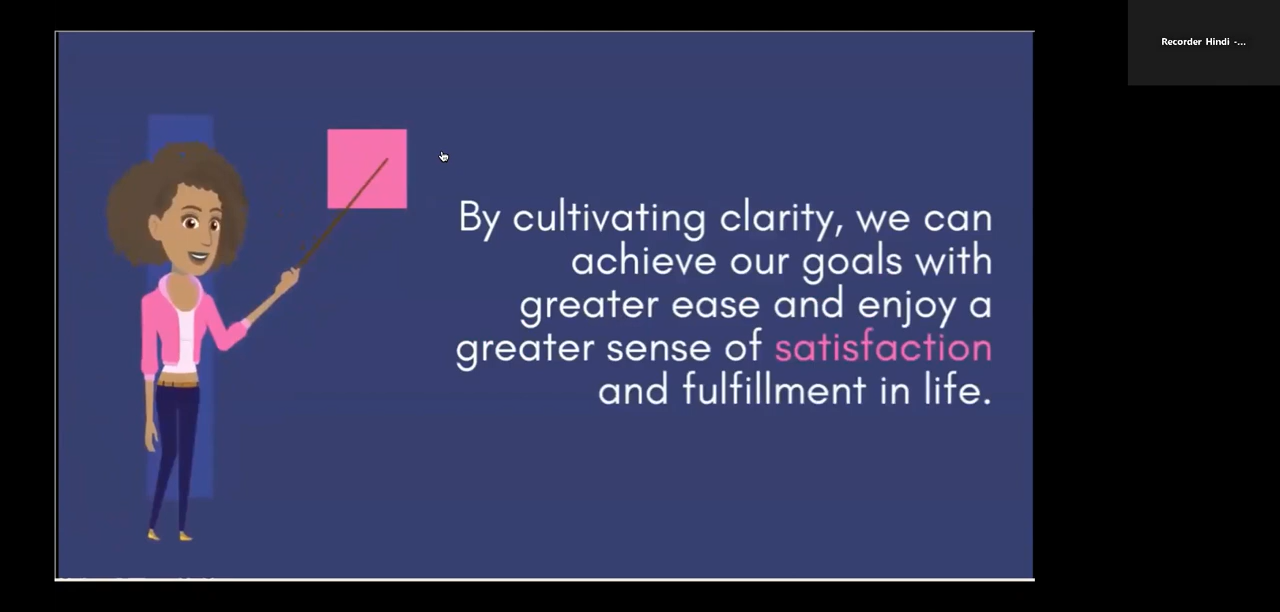 Recorder Hindi -...
By cultivating clarity, we can
achieve our goals with
greater ease and enjoy a
greater sense of satisfaction
and fulfillment in life.